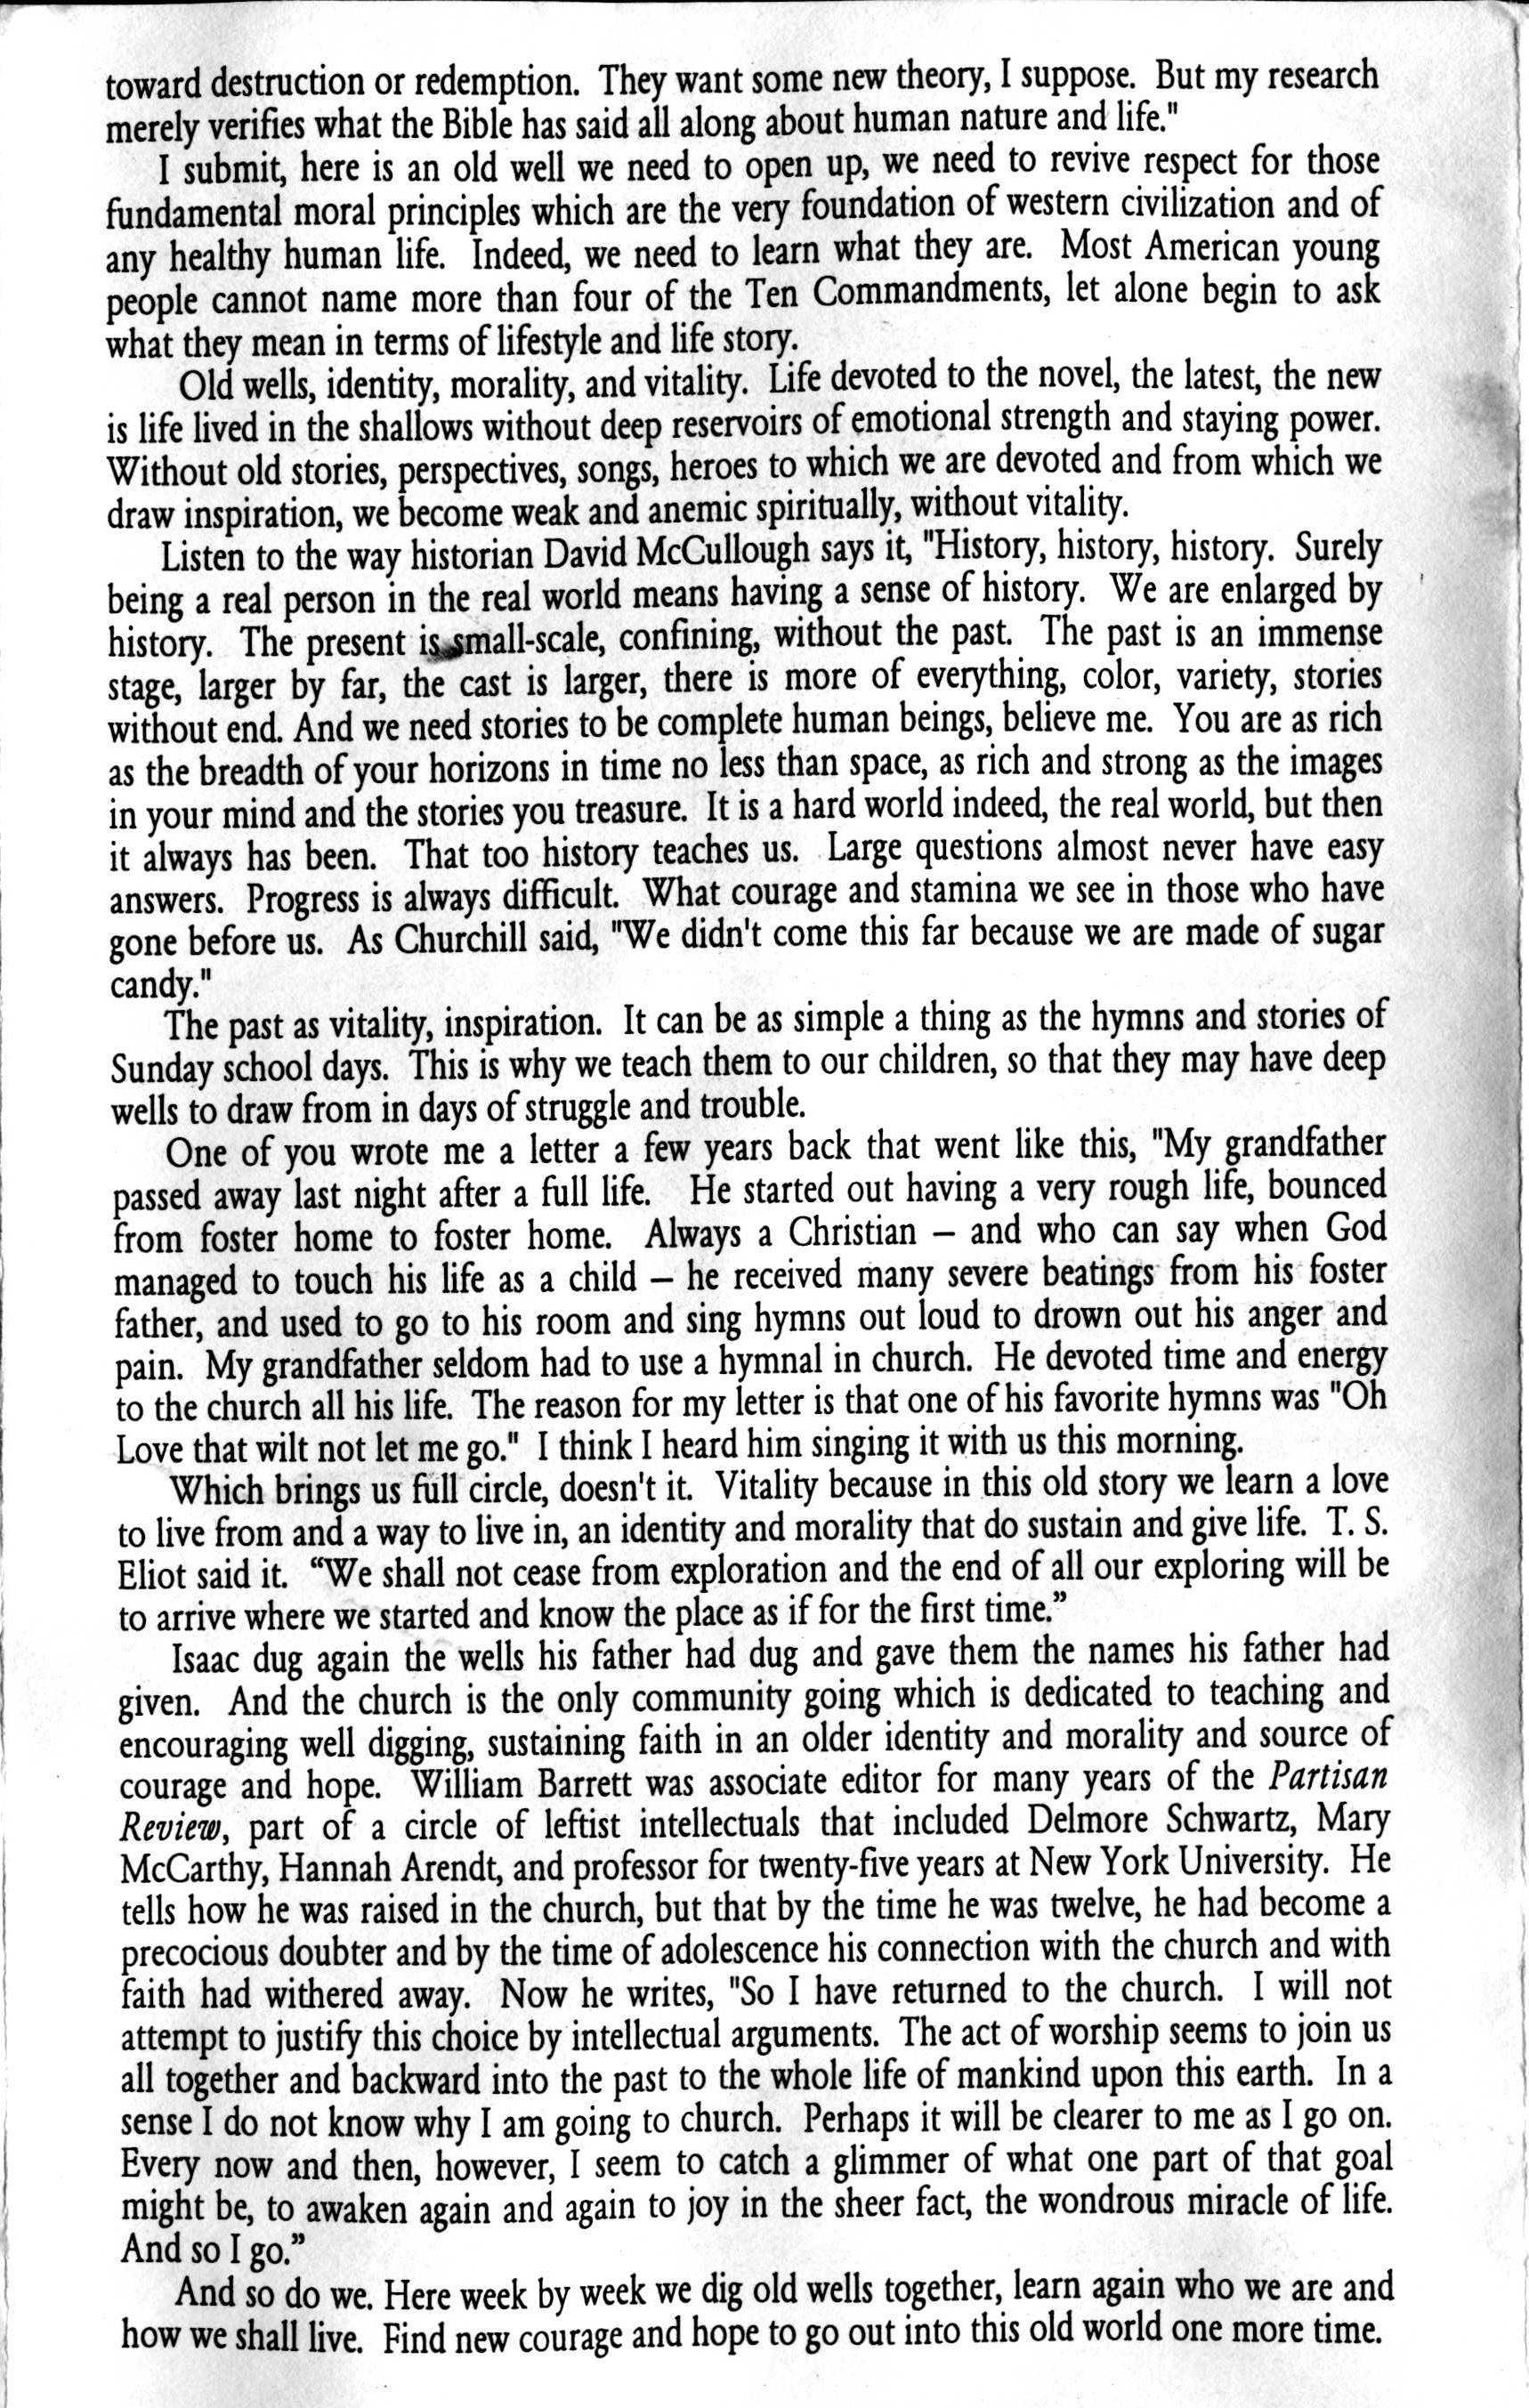 toward destruction or redemption. They want some new theory, I suppose. But my research
merely verifies what the Bible has said all along about human nature and life."
I submit, here is an old well we need to open up, we need to revive respect for those
fundamental moral principles which are the very foundation of western civilization and of
any healthy human life. Indeed, we need to learn what they are. Most American young
people cannot name more than four of the Ten Commandments, let alone begin to ask
what they mean in terms of lifestyle and life story.
Old wells, identity, morality, and vitality. Life devoted to the novel, the latest, the new
is life lived in the shallows without deep reservoirs of emotional strength and staying power.
Without old stories, perspectives, songs, heroes to which we are devoted and from which we
draw inspiration, we become weak and anemic spiritually, without vitality.
Listen to the way historian David McCullough says it, "History, history, history. Surely
being a real person in the real world means having a sense of history. We are enlarged by
history. The present is small-scale, confining, without the past. The past is an immense
stage, larger by far, the cast is larger, there is more of everything, color, variety, stories
without end. And we need stories to be complete human beings, believe me. You are as rich
as the breadth of your horizons in time no less than space, as rich and strong as the images
in your mind and the stories you treasure. It is a hard world indeed, the real world, but then
it always has been. That too history teaches us. Large questions almost never have easy
answers. Progress is always difficult. What courage and stamina we see in those who have
gone before us. As Churchill said, "We didn't come this far because we are made of sugar
candy."
The past as vitality, inspiration. It can be as simple a thing as the hymns and stories of
Sunday school days. This is why we teach them to our children, so that they may have deep
wells to draw from in days of struggle and trouble.
One of you wrote me a letter a few years back that went like this, "My grandfather
passed away last night after a full life. He started out having a very rough life, bounced
from foster home to foster home. Always a Christian – and who can say when God
managed to touch his life as a child – he received many severe beatings from his foster
father, and used to go to his room and sing hymns out loud to drown out his anger and
pain. My grandfather seldom had to use a hymnal in church. He devoted time and energy
to the church all his life. The reason for my letter is that one of his favorite hymns was "Oh
Love that wilt not let me go." I think I heard him singing it with us this morning.
Which brings us full circle, doesn't it. Vitality because in this old story we learn a love
to live from and a way to live in, an identity and morality that do sustain and give life. T. S.
Eliot said it. “We shall not cease from exploration and the end of all our exploring will be
to arrive where we started and know the place as if for the first time.”
Isaac dug again the wells his father had dug and gave them the names his father had
given. And the church is the only community going which is dedicated to teaching and
encouraging well digging, sustaining faith in an older identity and morality and source of
courage and hope. William Barrett was associate editor for many years of the Partisan
Review, part of a circle of leftist intellectuals that included Delmore Schwartz, Mary
McCarthy, Hannah Arendt, and professor for twenty-five years at New York University. He
tells how he was raised in the church, but that by the time he was twelve, he had become a
precocious doubter and by the time of adolescence his connection with the church and with
faith had withered away. Now he writes, "So I have returned to the church. I will not
attempt to justify this choice by intellectual arguments. The act of worship seems to join us
all together and backward into the past to the whole life of mankind upon this earth. In a
sense I do not know why I am going to church. Perhaps it will be clearer to me as I go on.
Every now and then, however, I seem to catch a glimmer of what one part of that goal
might be, to awaken again and again to joy in the sheer fact, the wondrous miracle of life.
And so I go.”
And so do we. Here week by week we dig old wells together, learn again who we are and
how we shall live. Find new courage and hope to go out into this old world one more time.